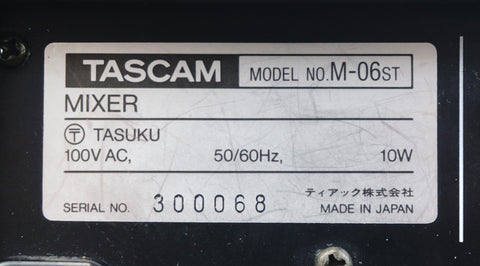 TASCAM MODEL NO. M-06ST
MIXER
〒 TASUKU
100V AC, 50/60Hz, 10W
ティアック株式会社
SERIAL NO. 300068 MADE IN JAPAN